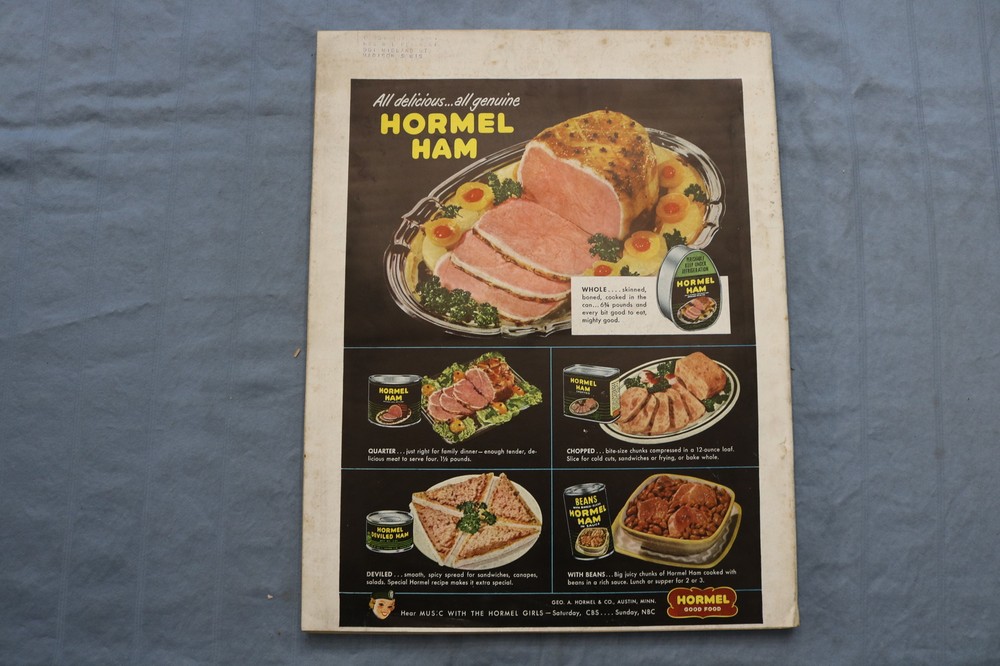 All delicious...all genuine
HORMEL
HAM
PERISHABLE
KEEP UNDER
REFRIGERATION
HORMEL
HAM
WHOLE....skinned,
boned, cooked in the
can...6¾ pounds and
every bit good to eat,
mighty good.
HORMEL
HAM
QUARTER...just right for family dinner—enough tender, de-
licious meat to serve four. 1½ pounds.
HORMEL
HAM
CHOPPED...bite-size chunks compressed in a 12-ounce loaf.
Slice for cold cuts, sandwiches or frying, or bake whole.
HORMEL
DEVILED HAM
DEVILED...smooth, spicy spread for sandwiches, canapes,
salads. Special Hormel recipe makes it extra special.
BEANS
HORMEL
HAM
IN SAUCE
WITH BEANS...Big juicy chunks of Hormel Ham cooked with
beans in a rich sauce. Lunch or supper for 2 or 3.
GEO. A. HORMEL & CO., AUSTIN, MINN.
Hear MUSIC WITH THE HORMEL GIRLS—Saturday, CBS....Sunday, NBC
HORMEL
GOOD FOOD